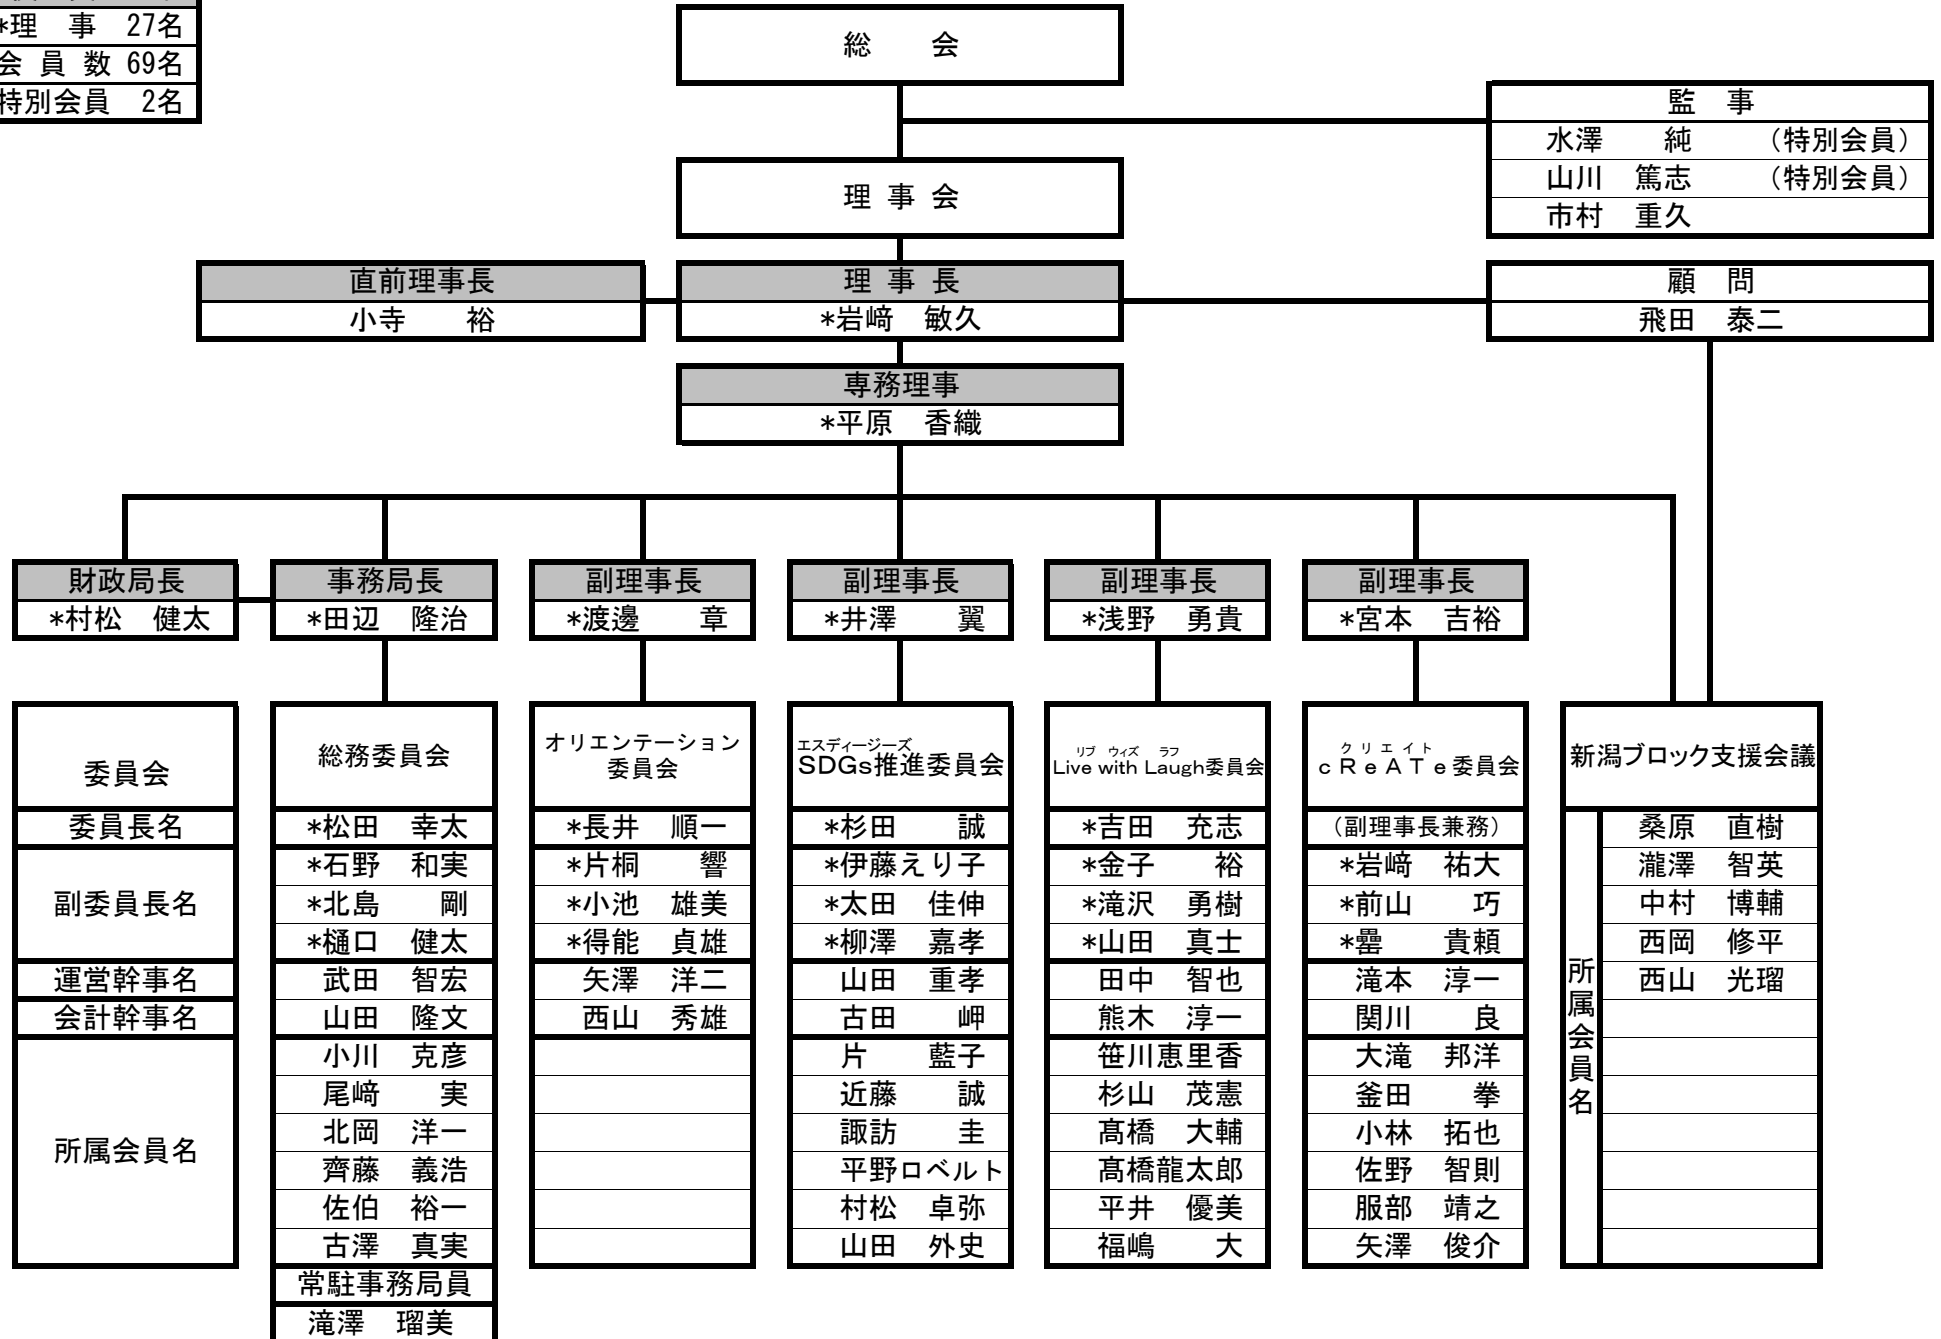 *理　事　27名
会 員 数 69名
特別会員　2名
総　　会
監　事
水澤　　純　（特別会員）
山川　篤志　（特別会員）
市村　重久
理 事 会
直前理事長
小寺　　裕
理 事 長
*岩﨑　敏久
顧　問
飛田　泰二
専務理事
*平原　香織
財政局長
*村松　健太
事務局長
*田辺　隆治
副理事長
*渡邊　　章
副理事長
*井澤　　翼
副理事長
*浅野　勇貴
副理事長
*宮本　吉裕
委員会
委員長名
副委員長名
運営幹事名
会計幹事名
所属会員名
総務委員会
*松田　幸太
*石野　和実
*北島　　剛
*樋口　健太
武田　智宏
山田　隆文
小川　克彦
尾﨑　　実
北岡　洋一
齊藤　義浩
佐伯　裕一
古澤　真実
常駐事務局員
滝澤　瑠美
オリエンテーション
委員会
*長井　順一
*片桐　　響
*小池　雄美
*得能　貞雄
矢澤　洋二
西山　秀雄
エスディージーズ
SDGs推進委員会
*杉田　　誠
*伊藤えり子
*太田　佳伸
*柳澤　嘉孝
山田　重孝
古田　　岬
片　　藍子
近藤　　誠
諏訪　　圭
平野ロベルト
村松　卓弥
山田　外史
リブ ウィズ ラフ
Live with Laugh委員会
*吉田　充志
*金子　　裕
*滝沢　勇樹
*山田　真士
田中　智也
熊木　淳一
笹川恵里香
杉山　茂憲
髙橋　大輔
髙橋龍太郎
平井　優美
福嶋　　大
クリエイト
cReATe委員会
（副理事長兼務）
*岩﨑　祐大
*前山　　巧
*罍　　貴頼
滝本　淳一
関川　　良
大滝　邦洋
釜田　　拳
小林　拓也
佐野　智則
服部　靖之
矢澤　俊介
新潟ブロック支援会議
所属会員名
桑原　直樹
瀧澤　智英
中村　博輔
西岡　修平
西山　光瑠